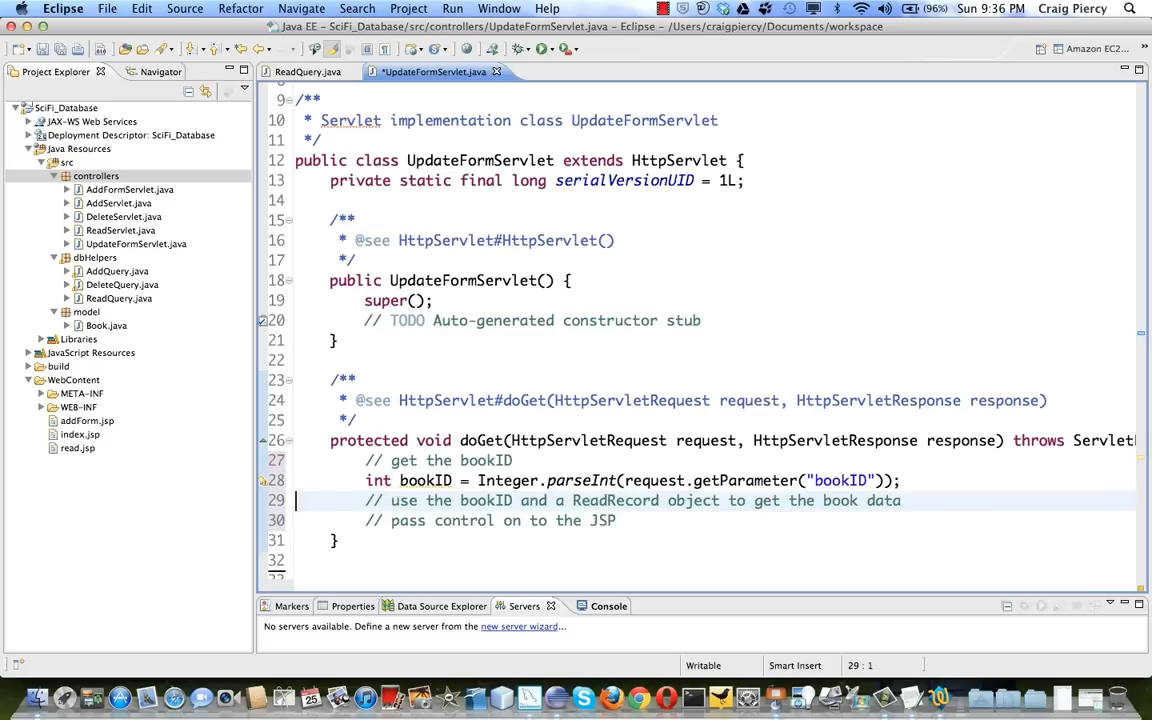 Eclipse File Edit Source Refactor Navigate Search Project Run Window Help (96%) Sun 9:36 PM Craig Piercy
Java EE - SciFi_Database/src/controllers/UpdateFormServlet.java - Eclipse - /Users/craigpiercy/Documents/workspace
Amazon EC2...
Project Explorer Navigator
ReadQuery.java *UpdateFormServlet.java
SciFi_Database
JAX-WS Web Services
Deployment Descriptor: SciFi_Database
Java Resources
src
controllers
AddFormServlet.java
AddServlet.java
DeleteServlet.java
ReadServlet.java
UpdateFormServlet.java
dbHelpers
AddQuery.java
DeleteQuery.java
ReadQuery.java
model
Book.java
Libraries
JavaScript Resources
build
WebContent
META-INF
WEB-INF
addForm.jsp
index.jsp
read.jsp
9 /**
10 * Servlet implementation class UpdateFormServlet
11 */
12 public class UpdateFormServlet extends HttpServlet {
13 private static final long serialVersionUID = 1L;
14
15 /**
16 * @see HttpServlet#HttpServlet()
17 */
18 public UpdateFormServlet() {
19 super();
20 // TODO Auto-generated constructor stub
21 }
22
23 /**
24 * @see HttpServlet#doGet(HttpServletRequest request, HttpServletResponse response)
25 */
26 protected void doGet(HttpServletRequest request, HttpServletResponse response) throws Servlet
27 // get the bookID
28 int bookID = Integer.parseInt(request.getParameter("bookID"));
29 // use the bookID and a ReadRecord object to get the book data
30 // pass control on to the JSP
31 }
32
Markers Properties Data Source Explorer Servers Console
No servers available. Define a new server from the new server wizard...
Writable Smart Insert 29 : 1